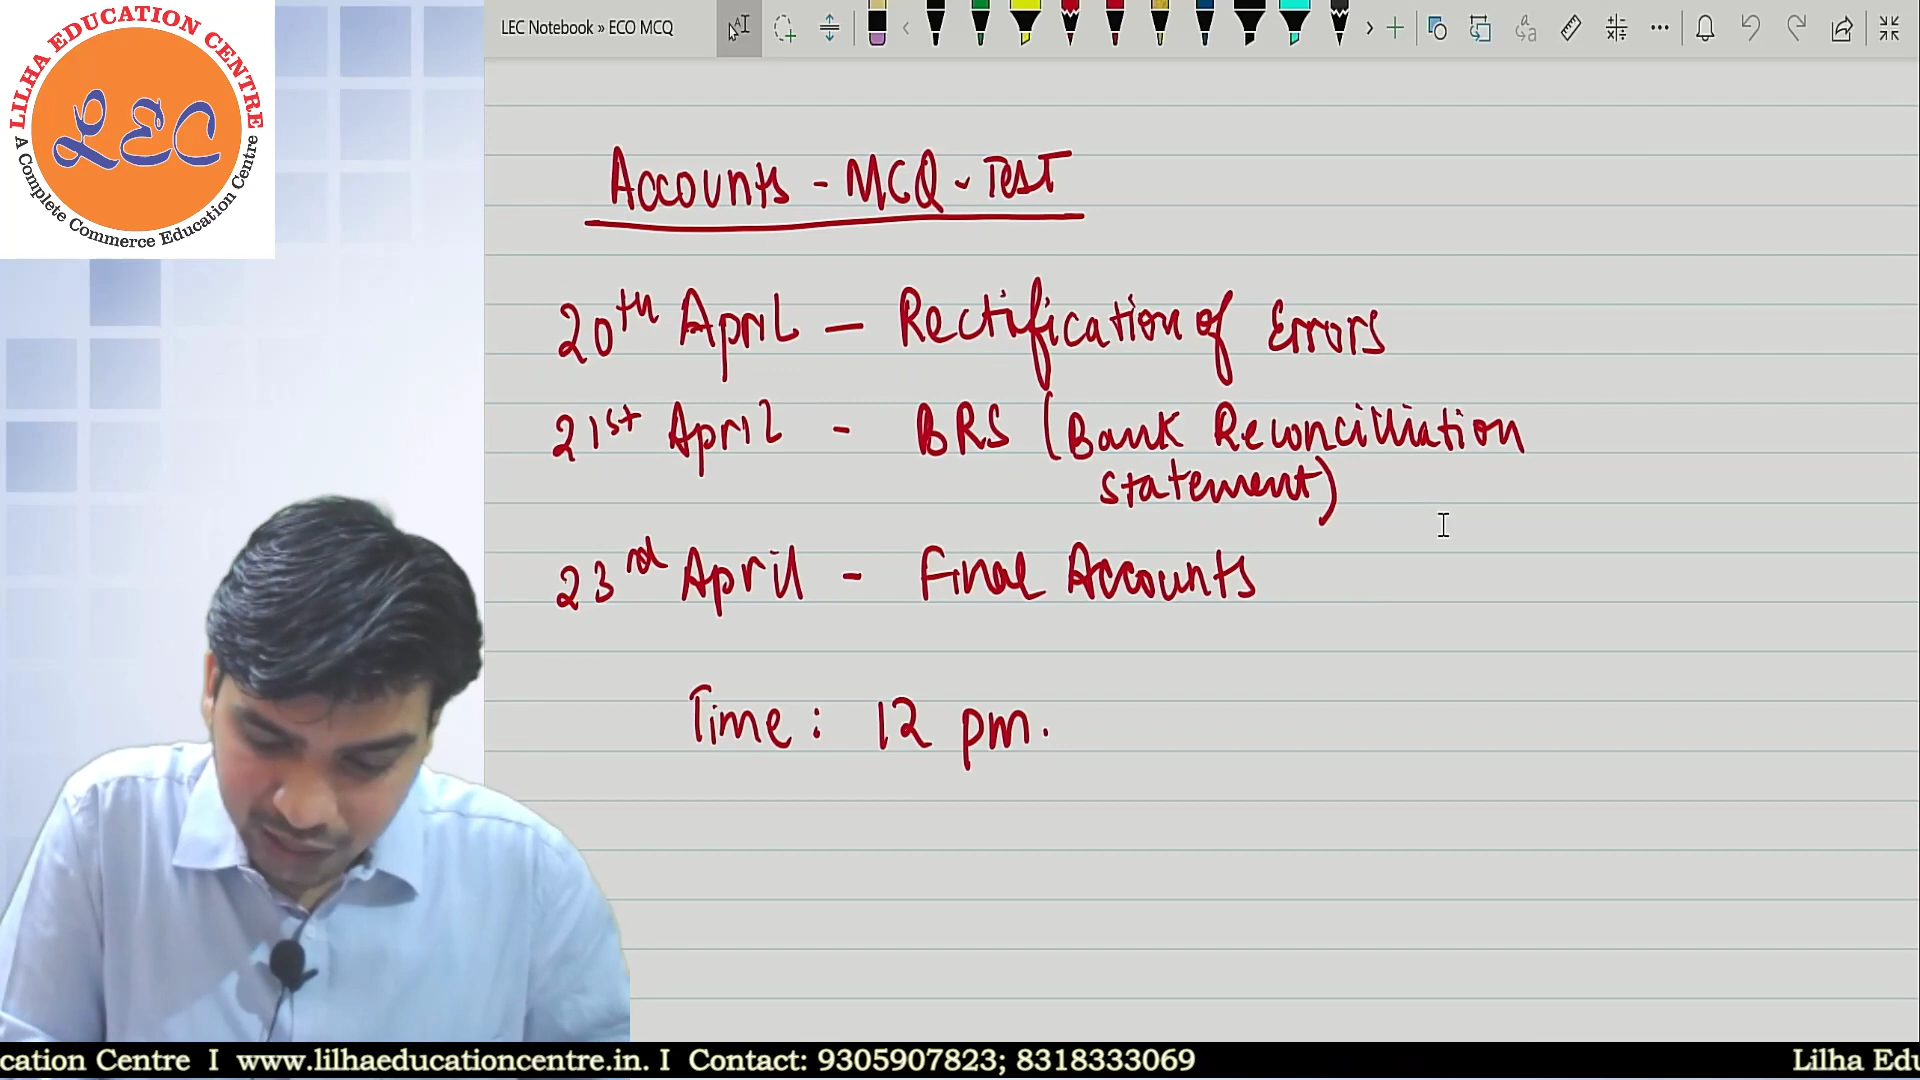 LILHA EDUCATION CENTRE
LEC
A Complete Commerce Education Centre
LEC Notebook » ECO MCQ
Accounts - MCQ - Test
20th April — Rectification of Errors
21st April - BRS (Bank Reconcilliation
statement)
23rd April - Final Accounts
Time: 12 pm.
cation Centre I www.lilhaeducationcentre.in. I Contact: 9305907823; 8318333069 Lilha Edu